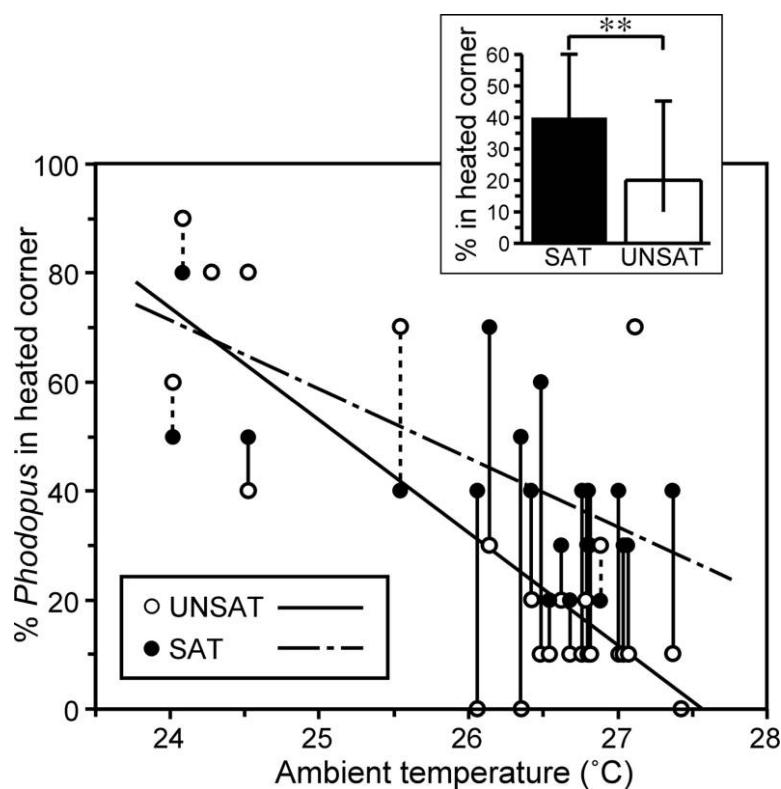 **
% in heated corner
60
50
40
30
20
10
0
SAT
UNSAT
% Phodopus in heated corner
100
80
60
40
20
0
UNSAT
SAT
24
25
26
27
28
Ambient temperature (˚C)